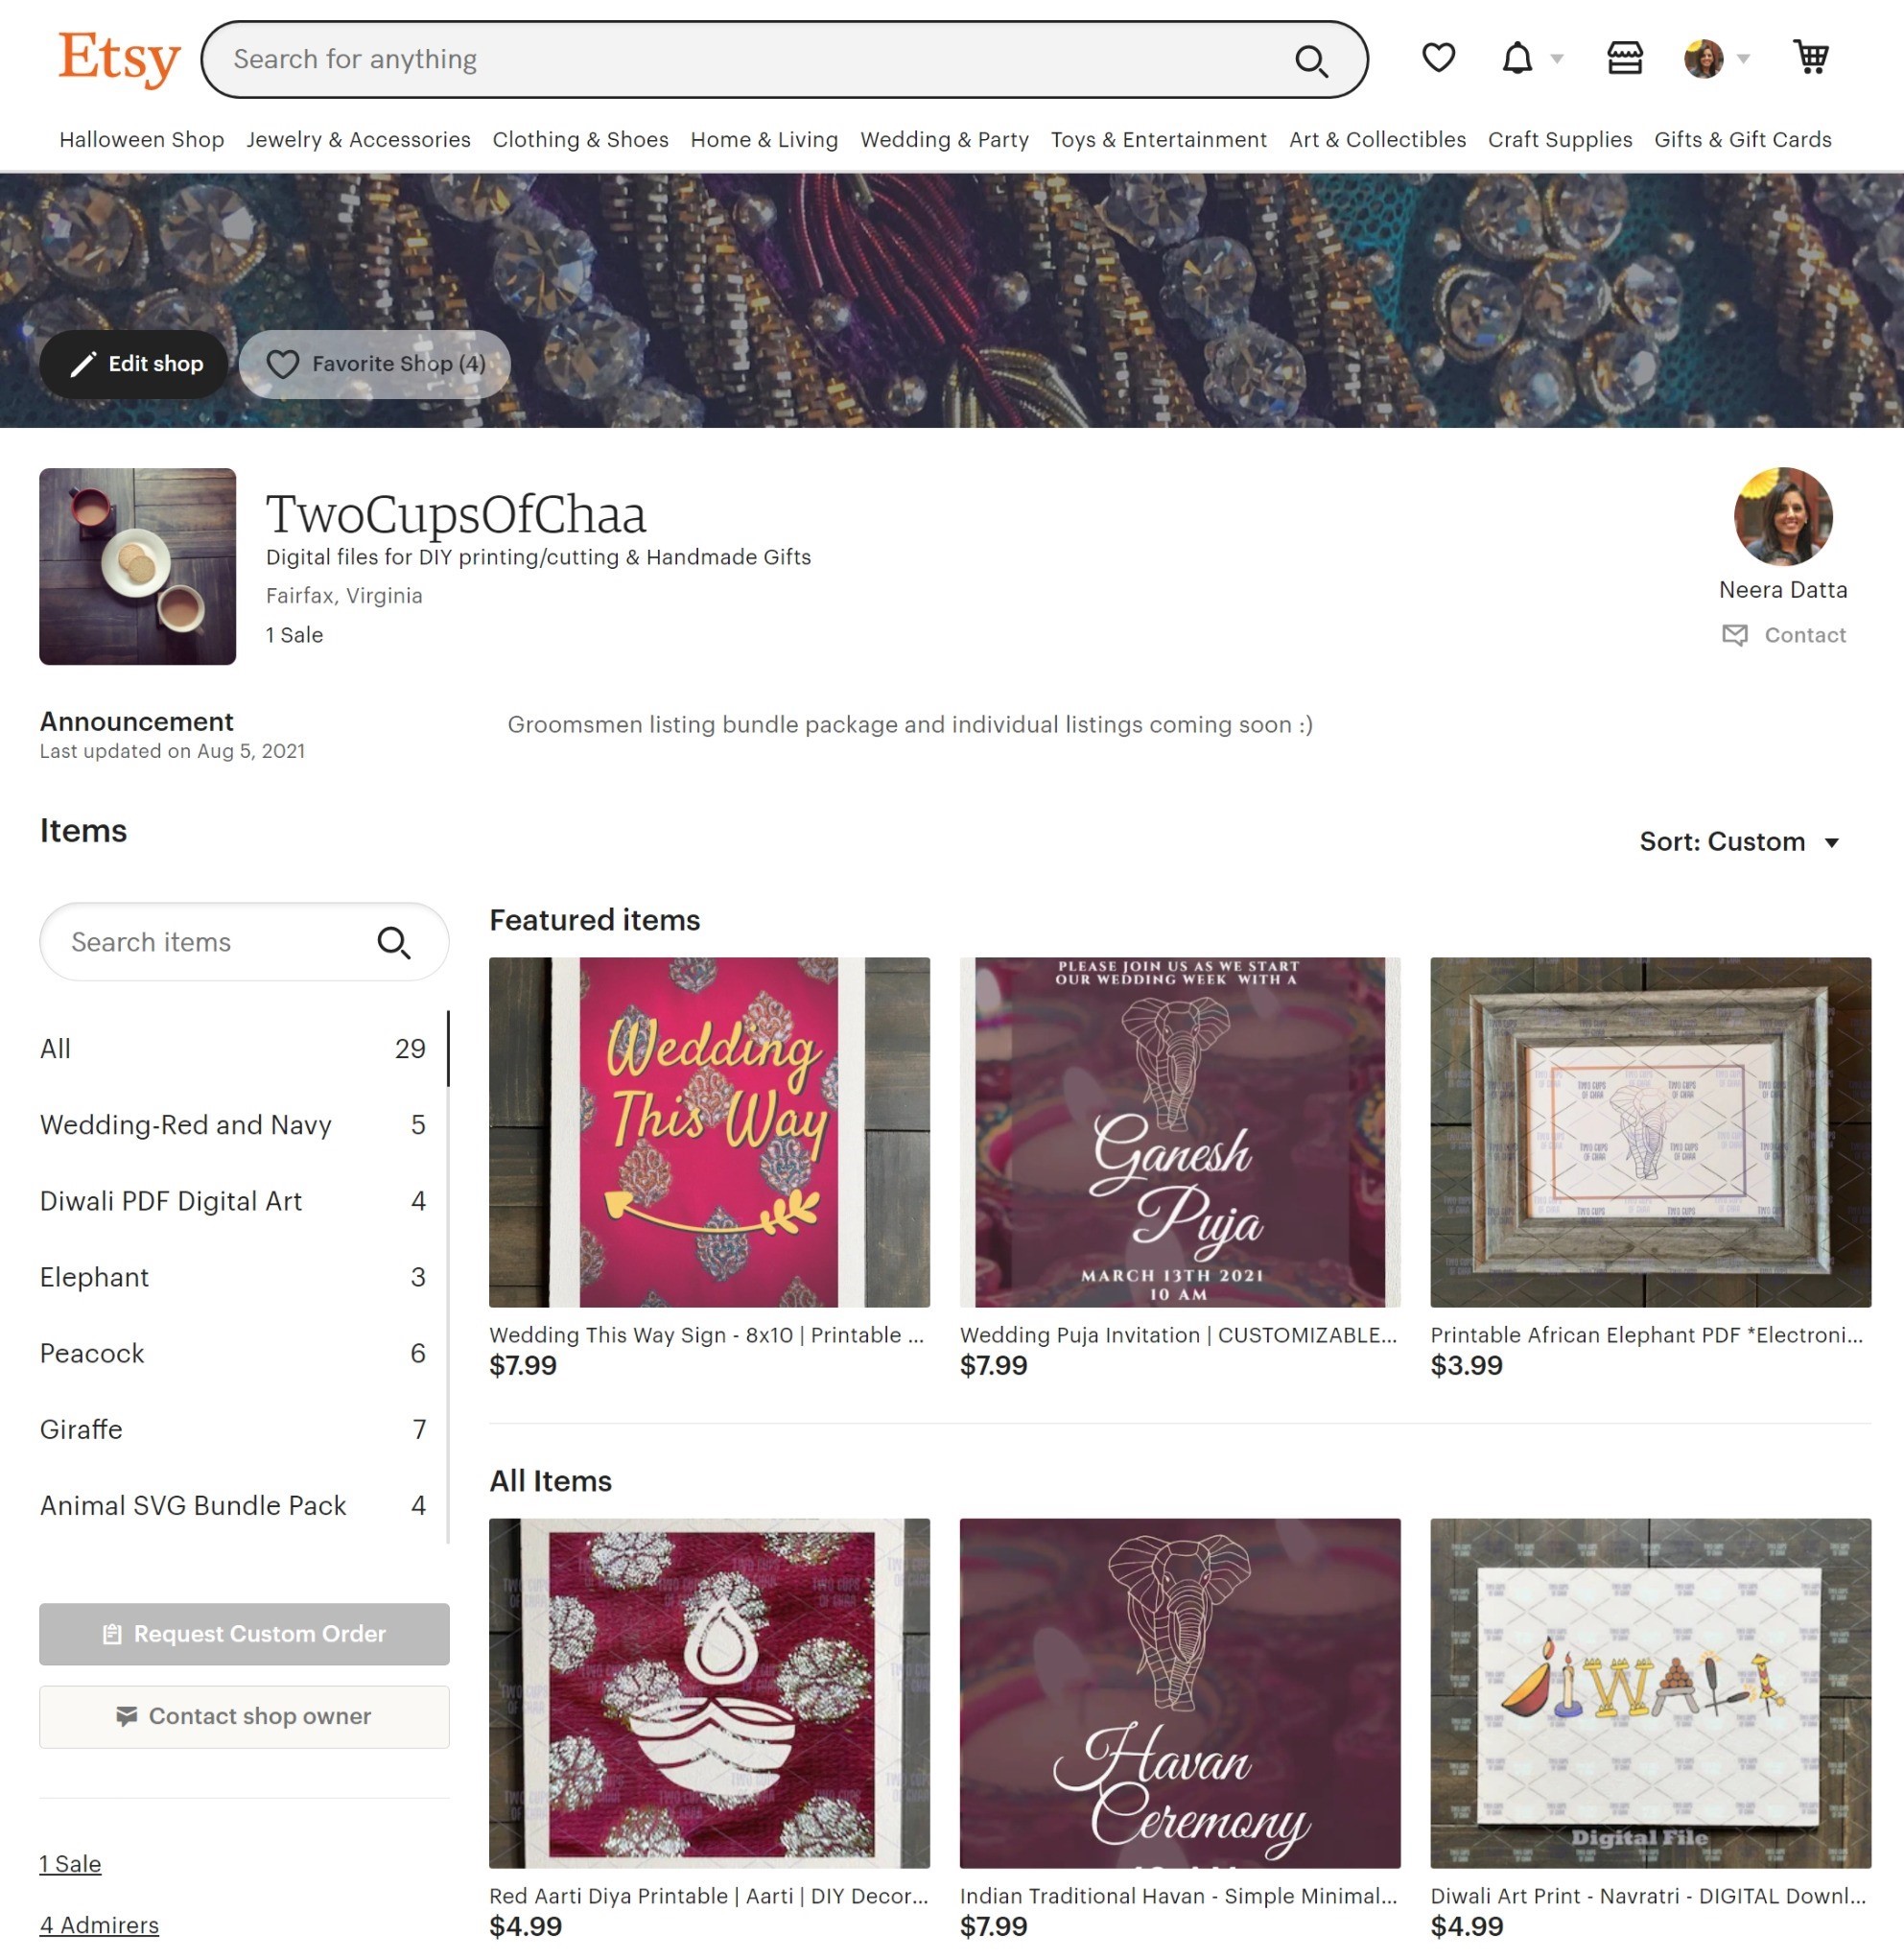 Etsy
Search for anything
Halloween Shop Jewelry & Accessories Clothing & Shoes Home & Living Wedding & Party Toys & Entertainment Art & Collectibles Craft Supplies Gifts & Gift Cards
Edit shop
Favorite Shop (4)
TwoCupsOfChaa
Digital files for DIY printing/cutting & Handmade Gifts
Fairfax, Virginia
1 Sale
Neera Datta
Contact
Announcement
Last updated on Aug 5, 2021
Groomsmen listing bundle package and individual listings coming soon :)
Items
Sort: Custom
Search items
All 29
Wedding-Red and Navy 5
Diwali PDF Digital Art 4
Elephant 3
Peacock 6
Giraffe 7
Animal SVG Bundle Pack 4
Request Custom Order
Contact shop owner
1 Sale
4 Admirers
Featured items
Wedding
This Way
PLEASE JOIN US AS WE START
OUR WEDDING WEEK WITH A
Ganesh
Puja
MARCH 13TH 2021
10 AM
TWO CUPS
OF CHAA
Wedding This Way Sign - 8x10 | Printable ...
$7.99
Wedding Puja Invitation | CUSTOMIZABLE...
$7.99
Printable African Elephant PDF *Electroni...
$3.99
All Items
TWO CUPS
OF CHAA
Havan
Ceremony
DIWALI
Digital File
Red Aarti Diya Printable | Aarti | DIY Decor...
$4.99
Indian Traditional Havan - Simple Minimal...
$7.99
Diwali Art Print - Navratri - DIGITAL Downl...
$4.99